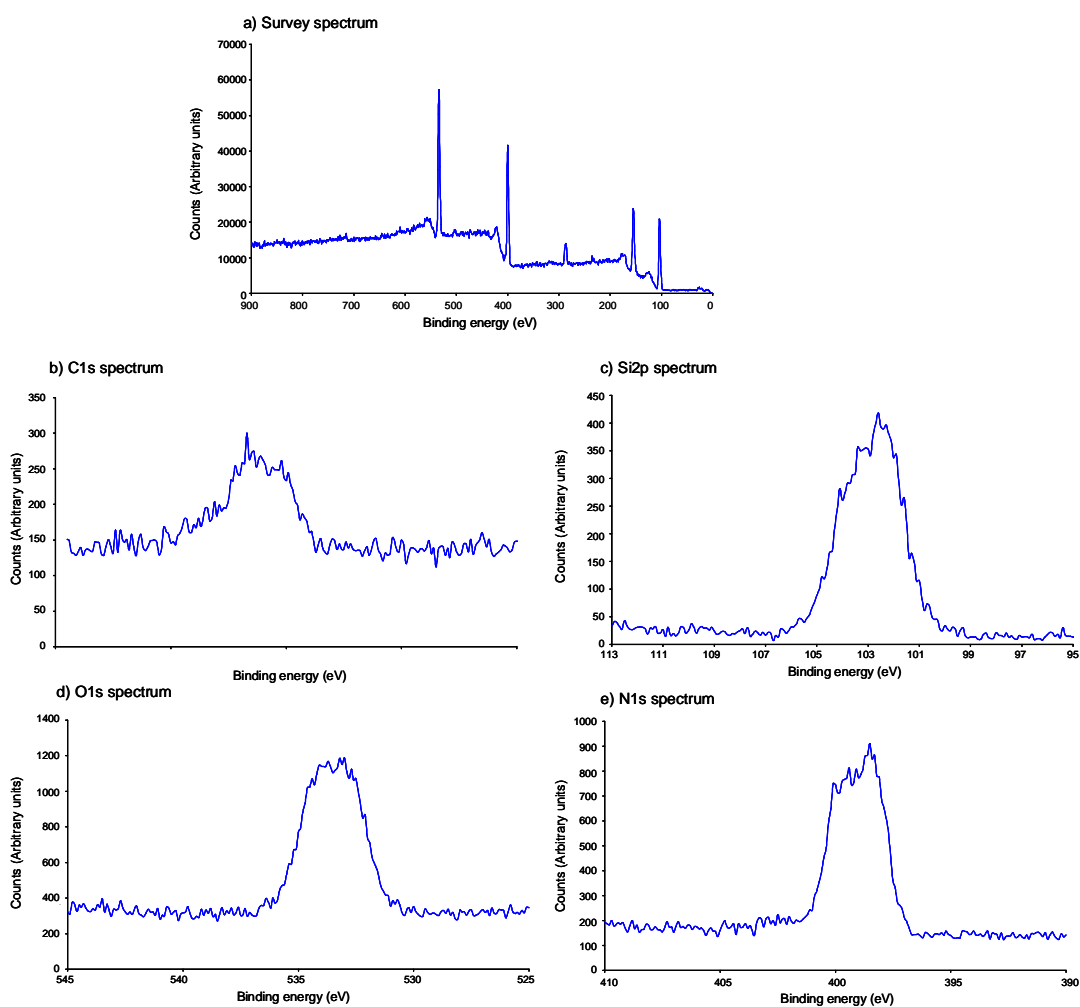 a) Survey spectrum
Counts (Arbitrary units)
70000
60000
50000
40000
30000
20000
10000
0
900 800 700 600 500 400 300 200 100 0
Binding energy (eV)
b) C1s spectrum
Counts (Arbitrary units)
350
300
250
200
150
100
50
0
Binding energy (eV)
c) Si2p spectrum
Counts (Arbitrary units)
450
400
350
300
250
200
150
100
50
0
113 111 109 107 105 103 101 99 97 95
Binding energy (eV)
d) O1s spectrum
Counts (Arbitrary units)
1400
1200
1000
800
600
400
200
0
545 540 535 530 525
Binding energy (eV)
e) N1s spectrum
Counts (Arbitrary units)
1000
900
800
700
600
500
400
300
200
100
0
410 405 400 395 390
Binding energy (eV)